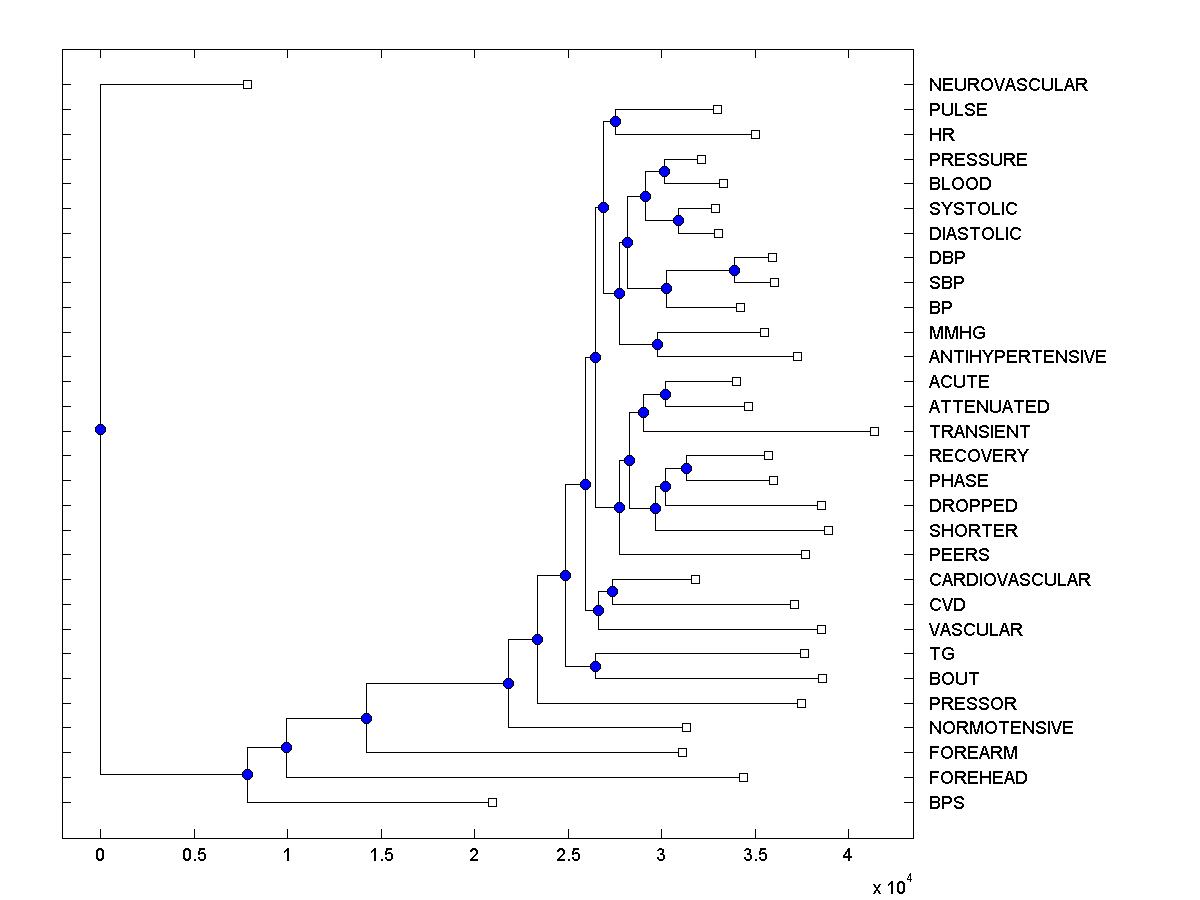 NEUROVASCULAR
PULSE
HR
PRESSURE
BLOOD
SYSTOLIC
DIASTOLIC
DBP
SBP
BP
MMHG
ANTIHYPERTENSIVE
ACUTE
ATTENUATED
TRANSIENT
RECOVERY
PHASE
DROPPED
SHORTER
PEERS
CARDIOVASCULAR
CVD
VASCULAR
TG
BOUT
PRESSOR
NORMOTENSIVE
FOREARM
FOREHEAD
BPS
0 0.5 1 1.5 2 2.5 3 3.5 4
x 10^4